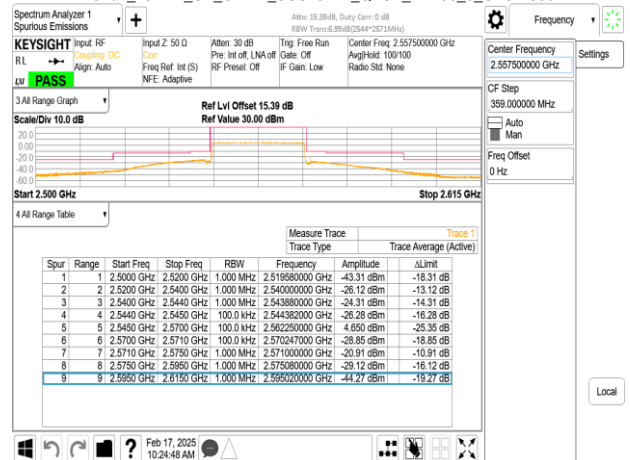 Spectrum Analyzer 1
Spurious Emissions
Attn: 15.39dB, Duty Corr: 0 dB
RBW Trans:6.99dB(2544~2571MHz)
Frequency
KEYSIGHT
Input: RF
Coupling: DC
Align: Auto
Input Z: 50 Ω
Corr
Freq Ref: Int (S)
NFE: Adaptive
Atten: 30 dB
Pre: Int off, LNA off
RF Preset: Off
Trig: Free Run
Gate: Off
IF Gain: Low
Center Freq: 2.557500000 GHz
Avg|Hold: 100/100
Radio Std: None
RL
LXI
PASS
Center Frequency
2.557500000 GHz
Settings
CF Step
359.000000 MHz
Auto
Man
Freq Offset
0 Hz
3 All Range Graph
Ref Lvl Offset 15.39 dB
Scale/Div 10.0 dB
Ref Value 30.00 dBm
20.0
0.00
-20.0
-40.0
-60.0
Start 2.500 GHz
Stop 2.615 GHz
4 All Range Table
Measure Trace Trace 1
Trace Type Trace Average (Active)
Spur Range Start Freq Stop Freq RBW Frequency Amplitude ΔLimit
1 1 2.5000 GHz 2.5200 GHz 1.000 MHz 2.519580000 GHz -43.31 dBm -18.31 dB
2 2 2.5200 GHz 2.5400 GHz 1.000 MHz 2.540000000 GHz -26.12 dBm -13.12 dB
3 3 2.5400 GHz 2.5440 GHz 1.000 MHz 2.543880000 GHz -24.31 dBm -14.31 dB
4 4 2.5440 GHz 2.5450 GHz 100.0 kHz 2.544382000 GHz -26.28 dBm -16.28 dB
5 5 2.5450 GHz 2.5700 GHz 100.0 kHz 2.562250000 GHz 4.650 dBm -25.35 dB
6 6 2.5700 GHz 2.5710 GHz 100.0 kHz 2.570247000 GHz -28.85 dBm -18.85 dB
7 7 2.5710 GHz 2.5750 GHz 1.000 MHz 2.571000000 GHz -20.91 dBm -10.91 dB
8 8 2.5750 GHz 2.5950 GHz 1.000 MHz 2.575080000 GHz -29.12 dBm -16.12 dB
9 9 2.5950 GHz 2.6150 GHz 1.000 MHz 2.595020000 GHz -44.27 dBm -19.27 dB
Local
?
Feb 17, 2025
10:24:48 AM